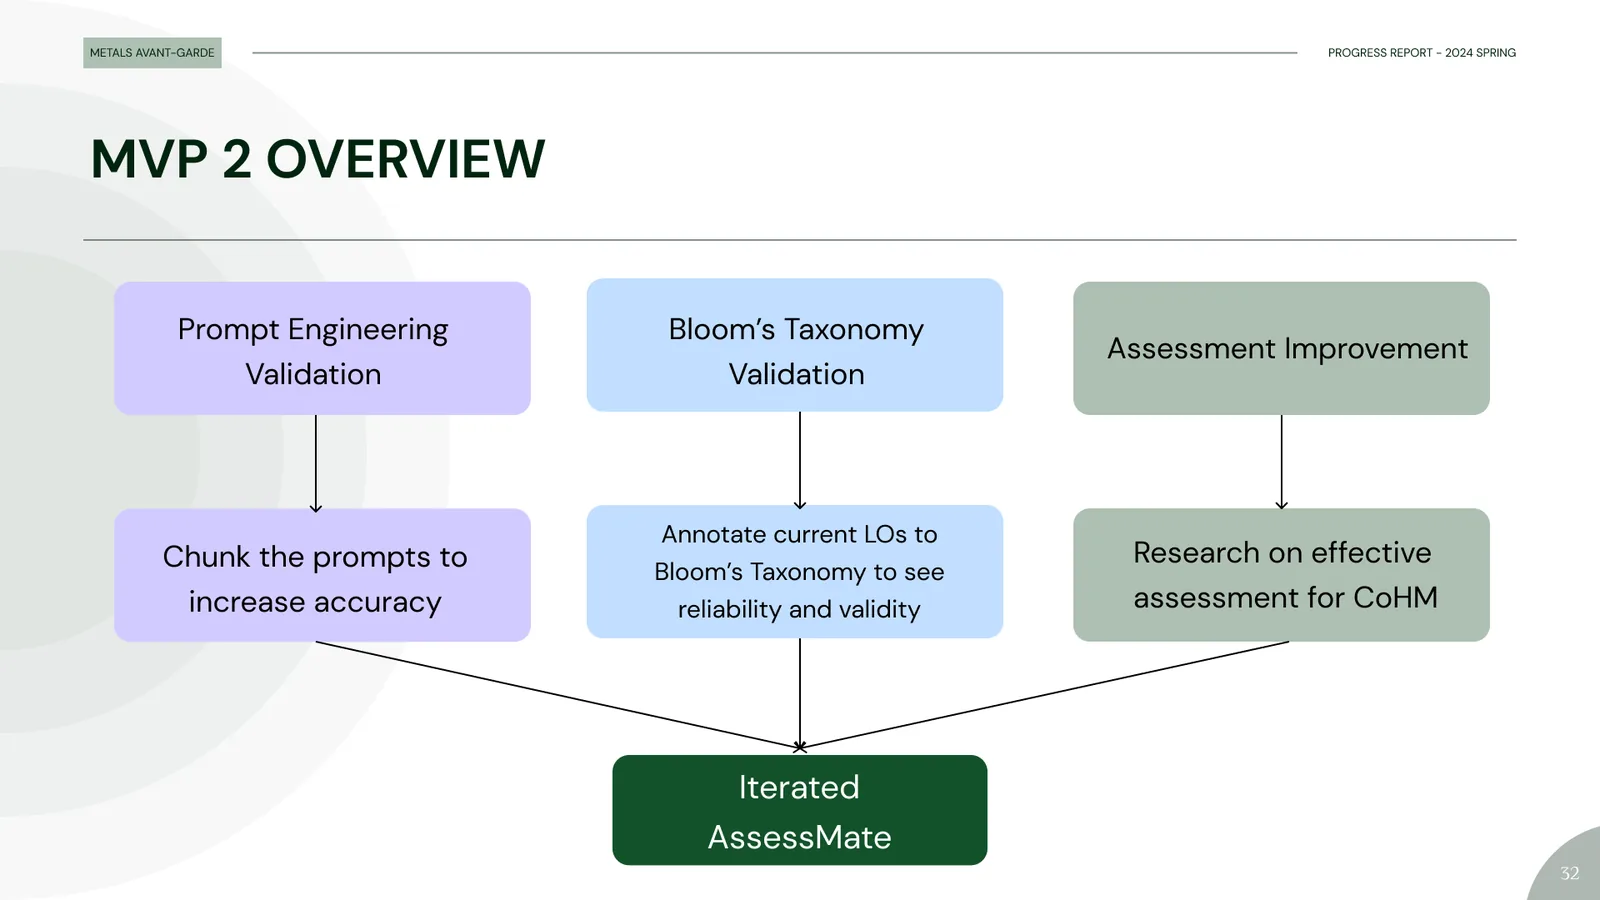 METALS AVANT-GARDE
PROGRESS REPORT - 2024 SPRING
MVP 2 OVERVIEW
Prompt Engineering
Validation
Bloom’s Taxonomy
Validation
Assessment Improvement
Chunk the prompts to
increase accuracy
Annotate current LOs to
Bloom’s Taxonomy to see
reliability and validity
Research on effective
assessment for CoHM
Iterated
AssessMate
32